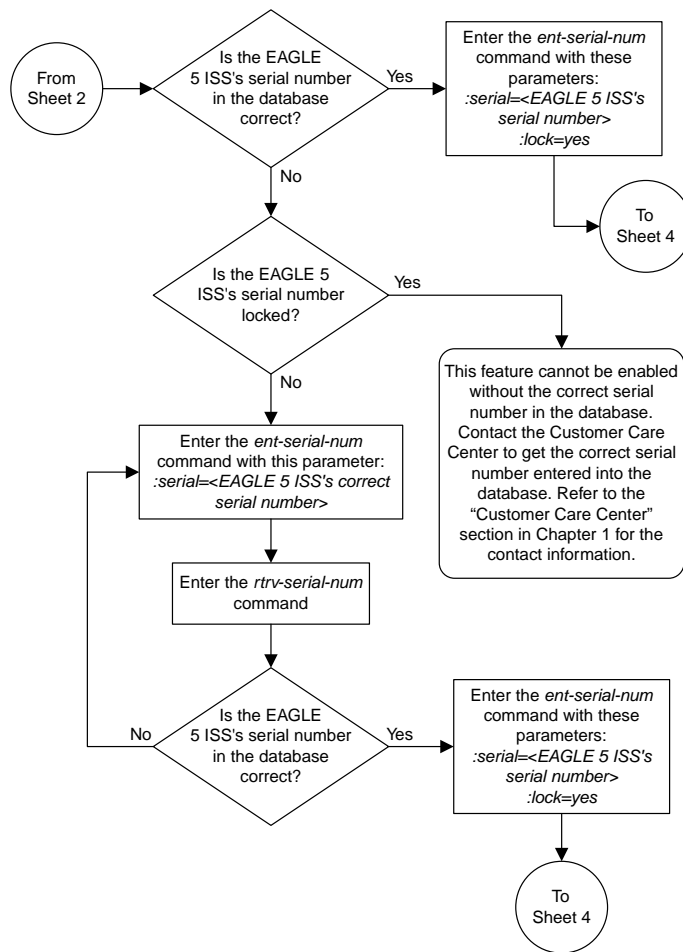 From
Sheet 2
Is the EAGLE
5 ISS's serial number
in the database
correct?
Yes
Enter the ent-serial-num
command with these
parameters:
:serial=<EAGLE 5 ISS's
serial number>
:lock=yes
No
To
Sheet 4
Is the EAGLE 5
ISS's serial number
locked?
Yes
This feature cannot be enabled
without the correct serial
number in the database.
Contact the Customer Care
Center to get the correct serial
number entered into the
database. Refer to the
“Customer Care Center”
section in Chapter 1 for the
contact information.
No
Enter the ent-serial-num
command with this parameter:
:serial=<EAGLE 5 ISS's correct
serial number>
Enter the rtrv-serial-num
command
Is the EAGLE
5 ISS's serial number
in the database
correct?
No
Yes
Enter the ent-serial-num
command with these
parameters:
:serial=<EAGLE 5 ISS's
serial number>
:lock=yes
To
Sheet 4